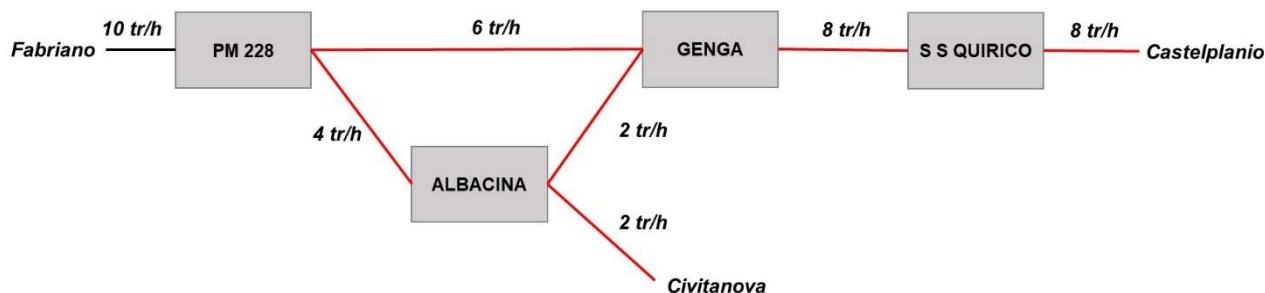 10 tr/h
6 tr/h
8 tr/h
8 tr/h
Fabriano
PM 228
GENGA
S S QUIRICO
Castelplanio
4 tr/h
2 tr/h
ALBACINA
2 tr/h
Civitanova